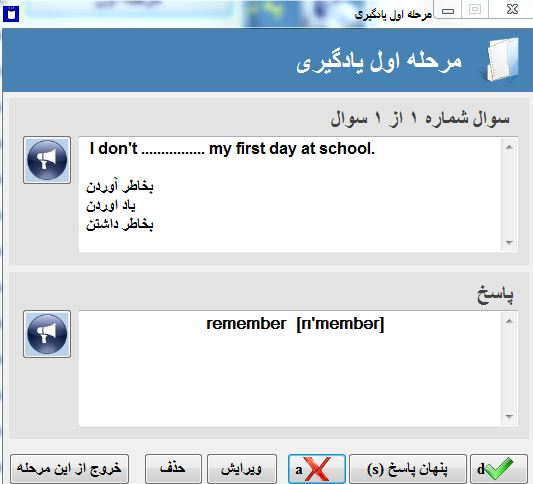 مرحله اول یادگیری
مرحله اول یادگیری
سوال شماره ۱ از ۱ سوال
I don't ................ my first day at school.
بخاطر آوردن
یاد اوردن
بخاطر داشتن
پاسخ
remember [rɪ'membər]
d
پنهان پاسخ (s)
a
ویرایش
حذف
خروج از این مرحله